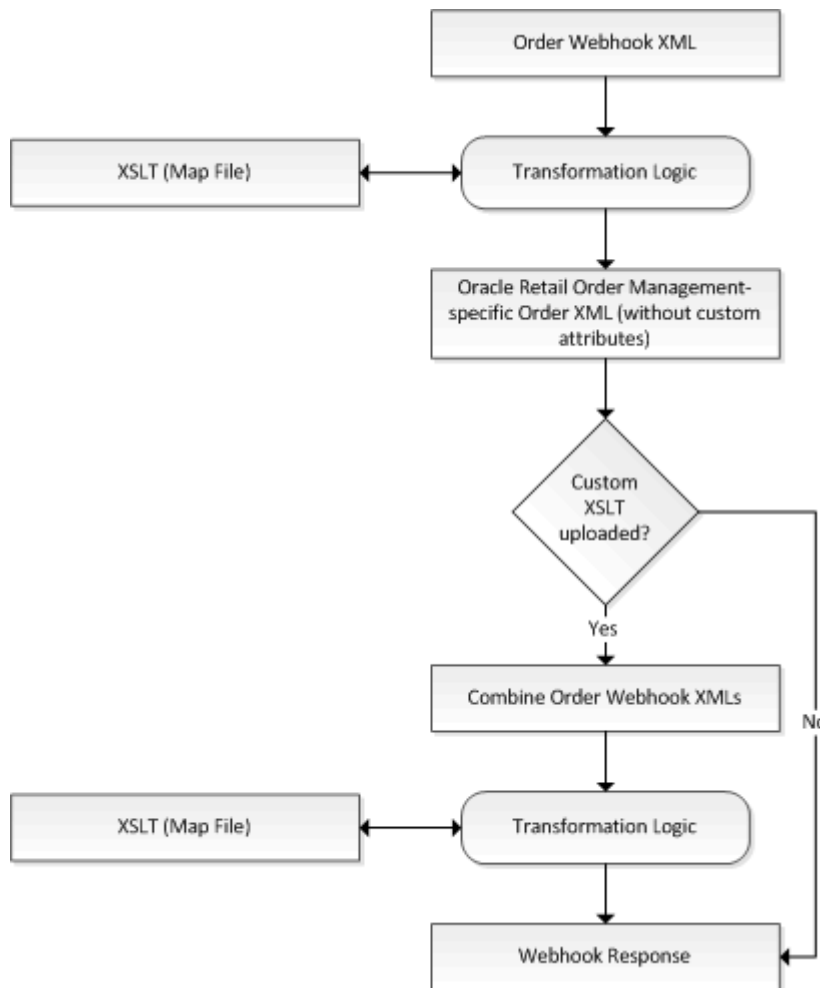 Order Webhook XML
XSLT (Map File)
Transformation Logic
Oracle Retail Order Management-
specific Order XML (without custom
attributes)
Custom
XSLT
uploaded?
Yes
Combine Order Webhook XMLs
No
XSLT (Map File)
Transformation Logic
Webhook Response